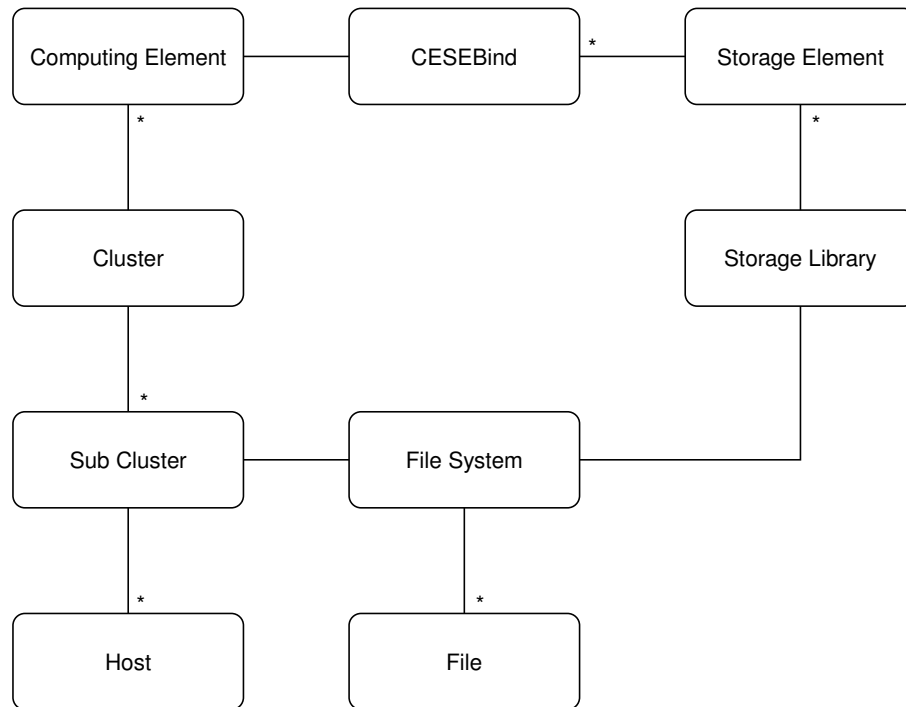 Computing Element
CESEBind
*
Storage Element
*
*
Cluster
Storage Library
*
Sub Cluster
File System
*
*
Host
File